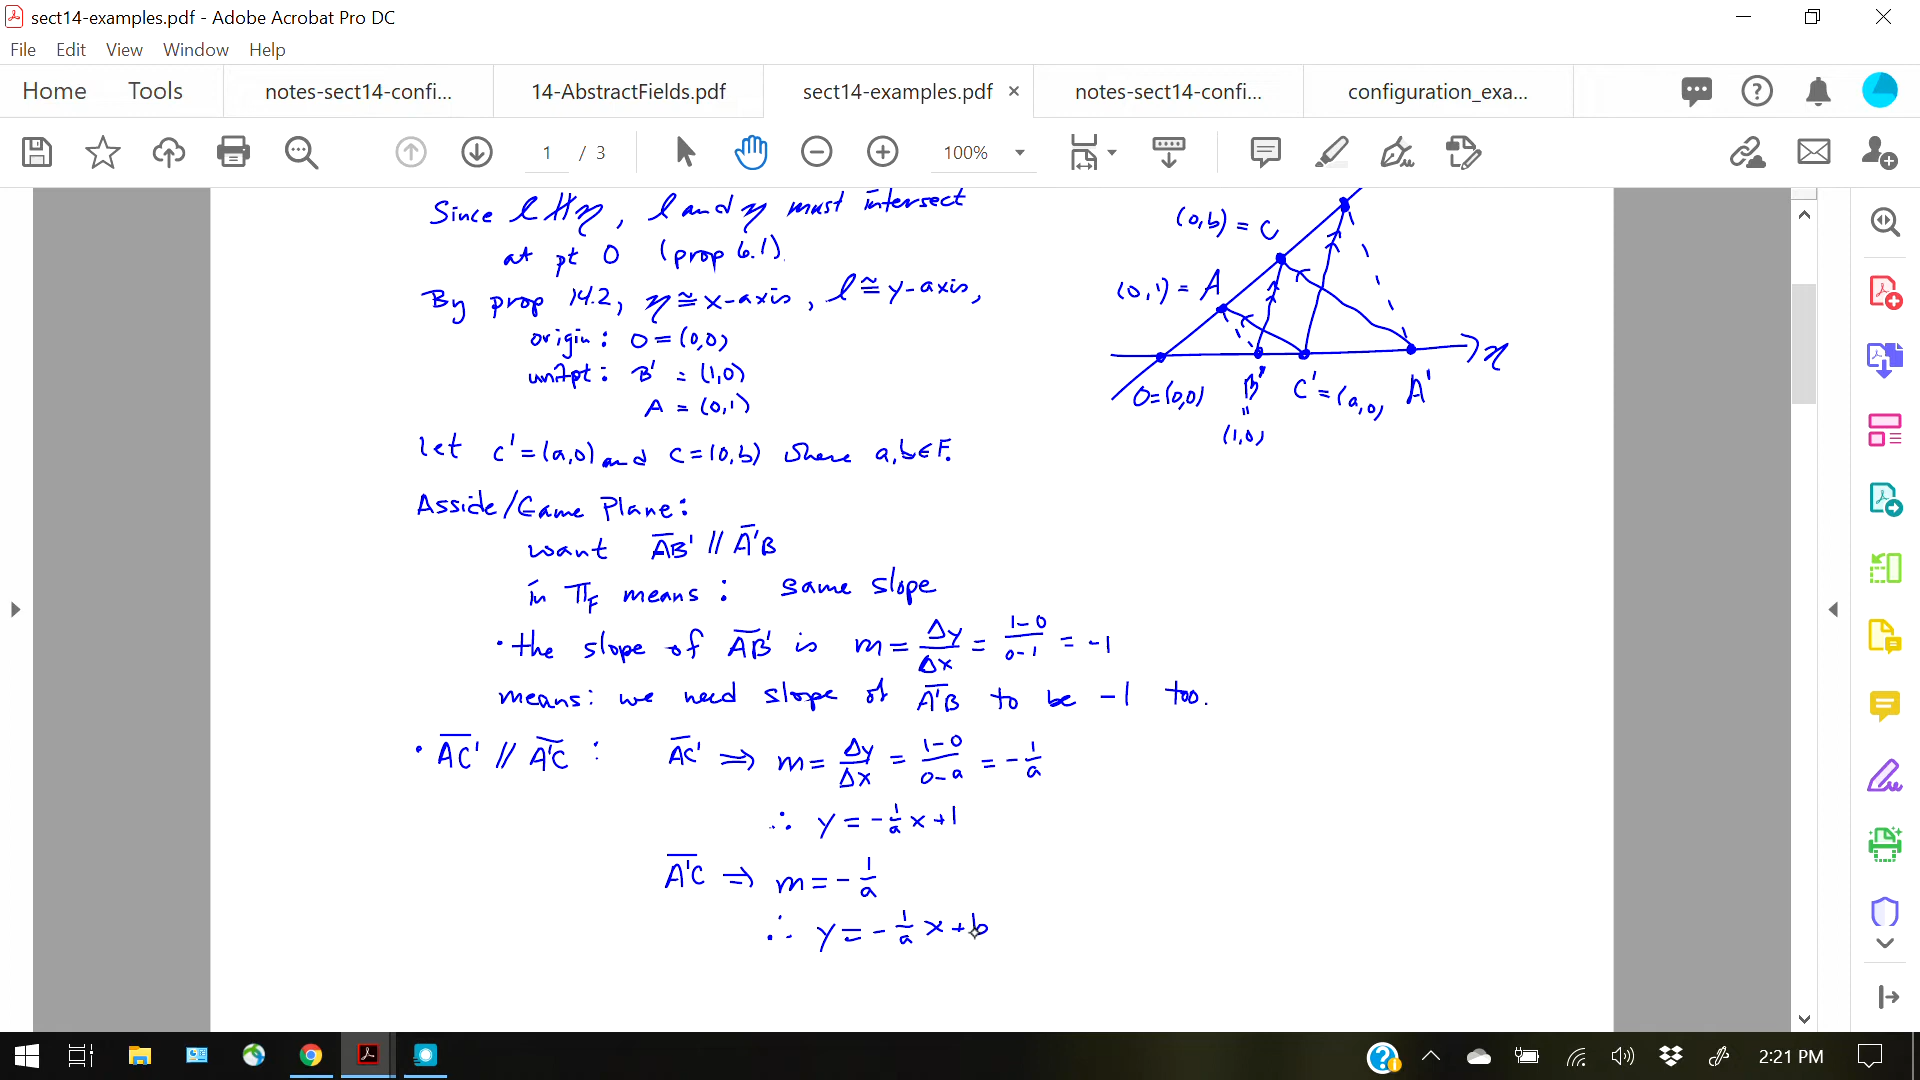 sect14-examples.pdf - Adobe Acrobat Pro DC
File Edit View Window Help
Home Tools notes-sect14-confi... 14-AbstractFields.pdf sect14-examples.pdf × notes-sect14-confi... configuration_exa...
1 / 3 100%
Since l ∦ m, l and m must intersect
at pt O (prop 6.1).
By prop 14.2, m ≅ x-axis, l ≅ y-axis,
origin: O = (0,0)
unit pt: B' = (1,0)
A = (0,1)
Let C' = (a,0) and C = (0,b) where a,b ∈ F.
(0,b) = C
(0,1) = A
m
O=(0,0) B' C'=(a,0) A'
"
(1,0)
Asside/Game Plane:
want AB' // A'B
in Π_F means: same slope
• the slope of AB' is m = Δy/Δx = (1-0)/(0-1) = -1
means: we need slope of A'B to be -1 too.
• AC' // A'C : AC' ⇒ m = Δy/Δx = (1-0)/(0-a) = -1/a
∴ y = -1/a x + 1
A'C ⇒ m = -1/a
∴ y = -1/a x + b
2:21 PM